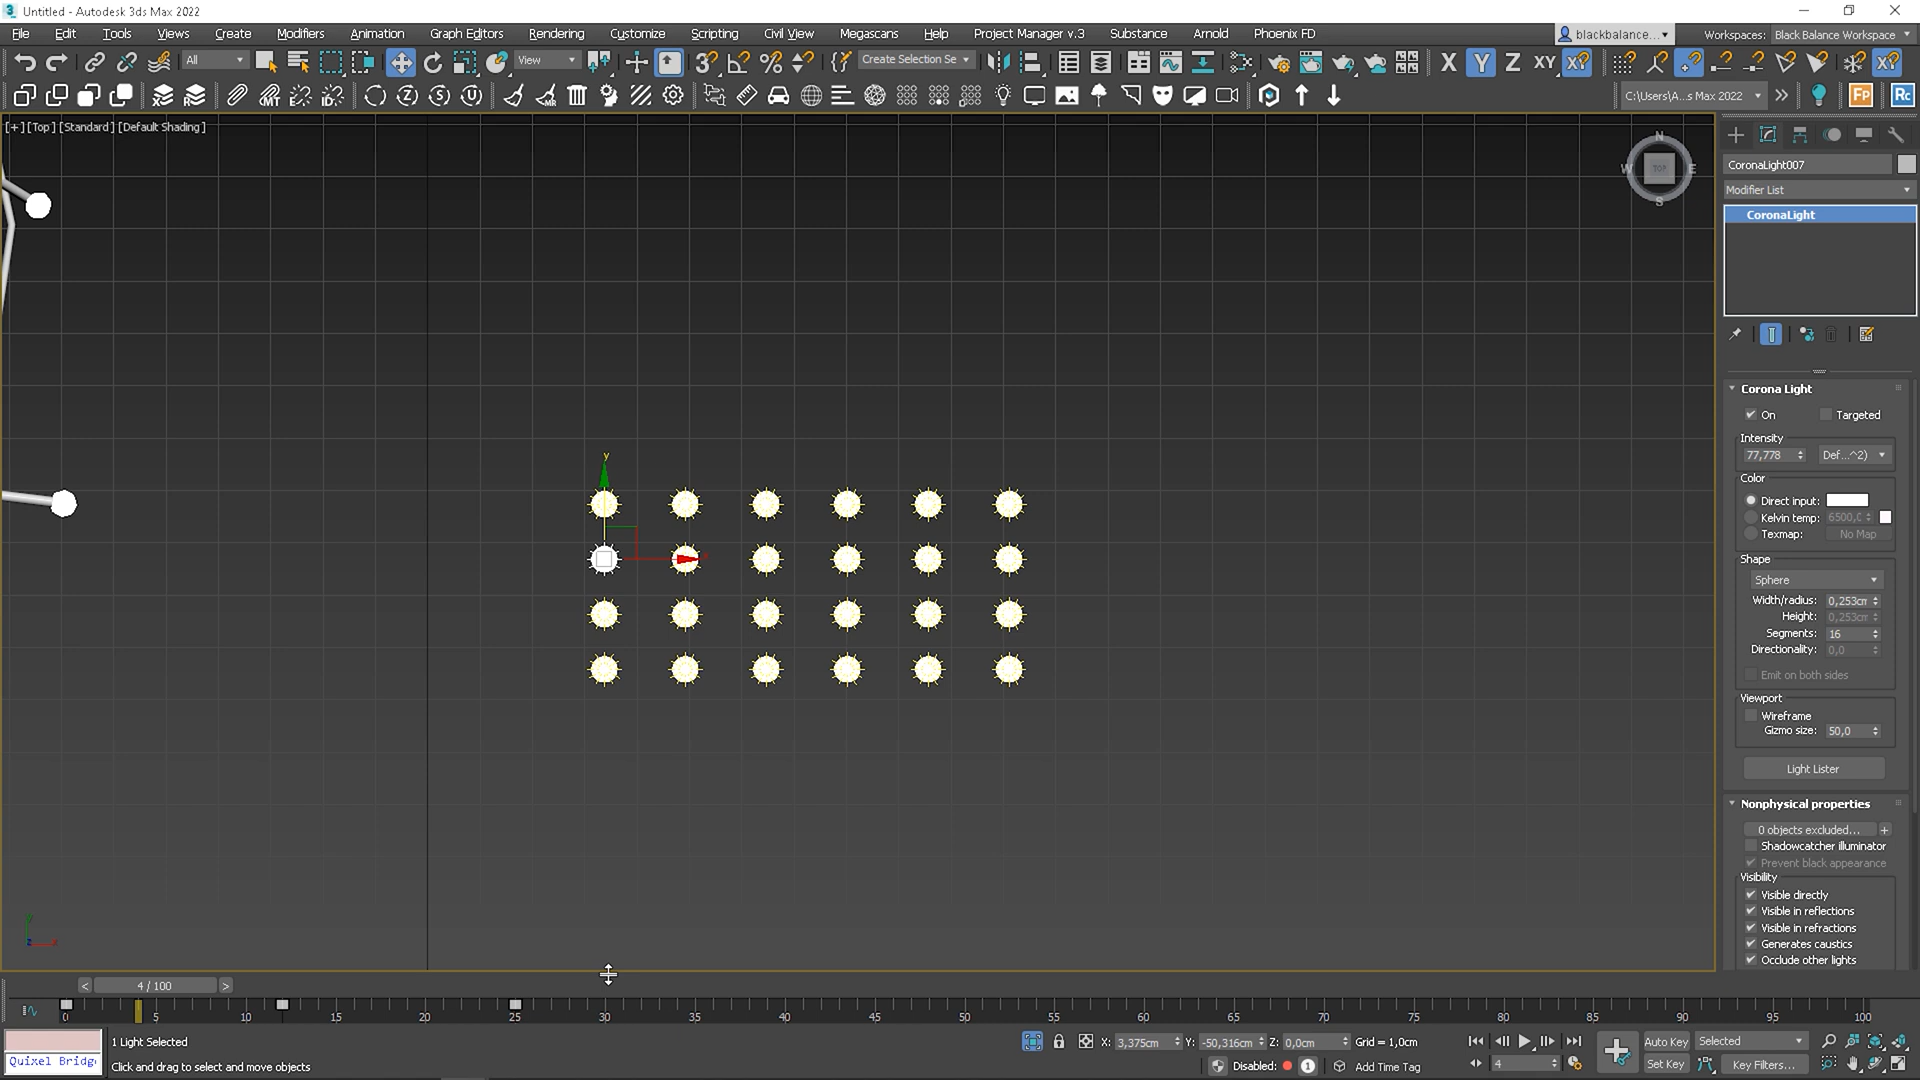 Untitled - Autodesk 3ds Max 2022
File Edit Tools Views Create Modifiers Animation Graph Editors Rendering Customize Scripting Civil View Megascans Help Project Manager v.3 Substance Arnold Phoenix FD
blackbalance... Workspaces: Black Balance Workspace
All View Create Selection Se X Y Z XY XY
C:\Users\A...s Max 2022 Fp Rc
[+] [Top] [Standard] [Default Shading]
N
W TOP E
S
CoronaLight007
Modifier List
CoronaLight
Corona Light
On Targeted
Intensity
77,778 Def...^2)
Color
Direct input:
Kelvin temp: 6500,0
Texmap: No Map
Shape
Sphere
Width/radius: 0,253cm
Height: 0,253cm
Segments: 16
Directionality: 0,0
Emit on both sides
Viewport
Wireframe
Gizmo size: 50,0
Light Lister
Nonphysical properties
0 objects excluded... +
Shadowcatcher illuminator
Prevent black appearance
Visibility
Visible directly
Visible in reflections
Visible in refractions
Generates caustics
Occlude other lights
y
x
y
x
< 4 / 100 >
0 5 10 15 20 25 30 35 40 45 50 55 60 65 70 75 80 85 90 95 100
1 Light Selected
X: 3,375cm Y: -50,316cm Z: 0,0cm Grid = 1,0cm
Auto Key Selected
Quixel Bridg
Click and drag to select and move objects
Disabled: 1 Add Time Tag
4
Set Key Key Filters...